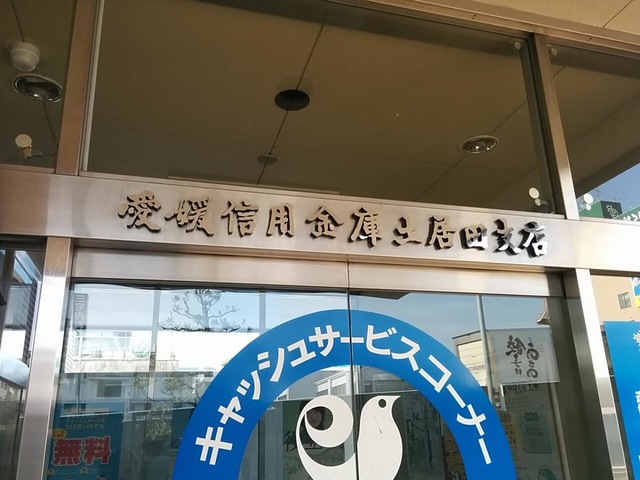 愛媛信用金庫土居田支店
キャッシュサービスコーナー
無料